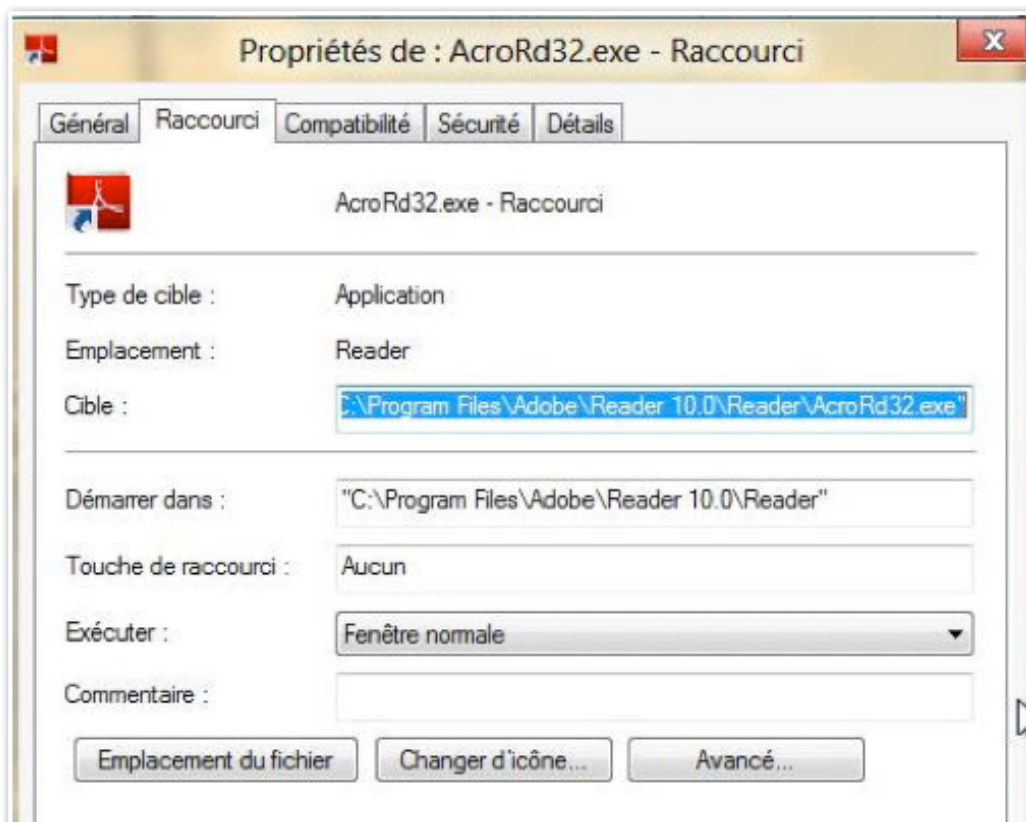 Propriétés de : AcroRd32.exe - Raccourci
Général Raccourci Compatibilité Sécurité Détails
AcroRd32.exe - Raccourci
Type de cible : Application
Emplacement : Reader
Cible : C:\Program Files\Adobe\Reader 10.0\Reader\AcroRd32.exe"
Démarrer dans : "C:\Program Files\Adobe\Reader 10.0\Reader"
Touche de raccourci : Aucun
Exécuter : Fenêtre normale
Commentaire :
Emplacement du fichier Changer d'icône... Avancé...